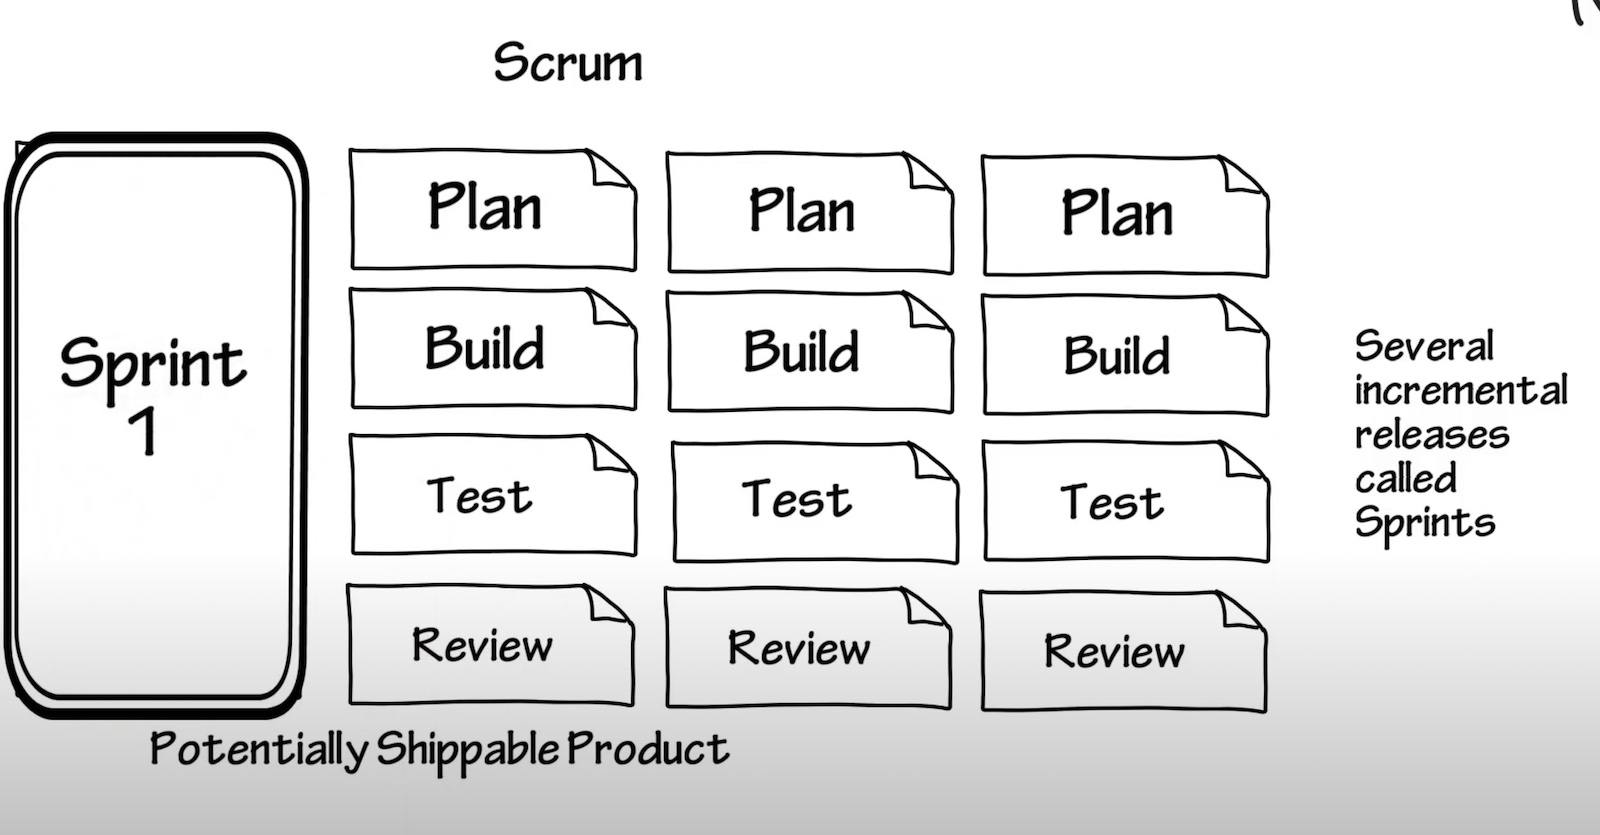 Scrum
Plan Plan Plan
Build Build Build
Sprint
1
Test Test Test
Review Review Review
Several
incremental
releases
called
Sprints
Potentially Shippable Product